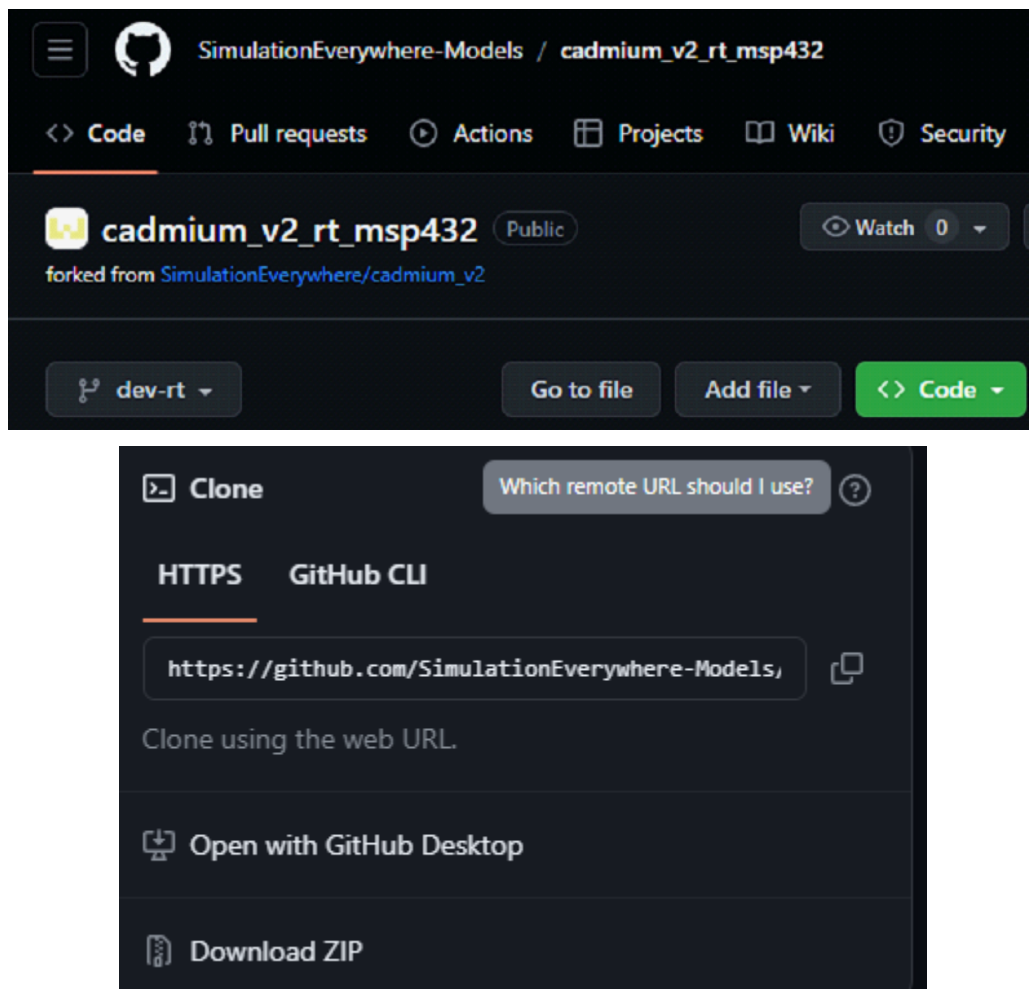 SimulationEverywhere-Models / cadmium_v2_rt_msp432
Code Pull requests Actions Projects Wiki Security
cadmium_v2_rt_msp432 Public Watch 0
forked from SimulationEverywhere/cadmium_v2
dev-rt Go to file Add file Code
Clone Which remote URL should I use?
HTTPS GitHub CLI
https://github.com/SimulationEverywhere-Models/
Clone using the web URL.
Open with GitHub Desktop
Download ZIP